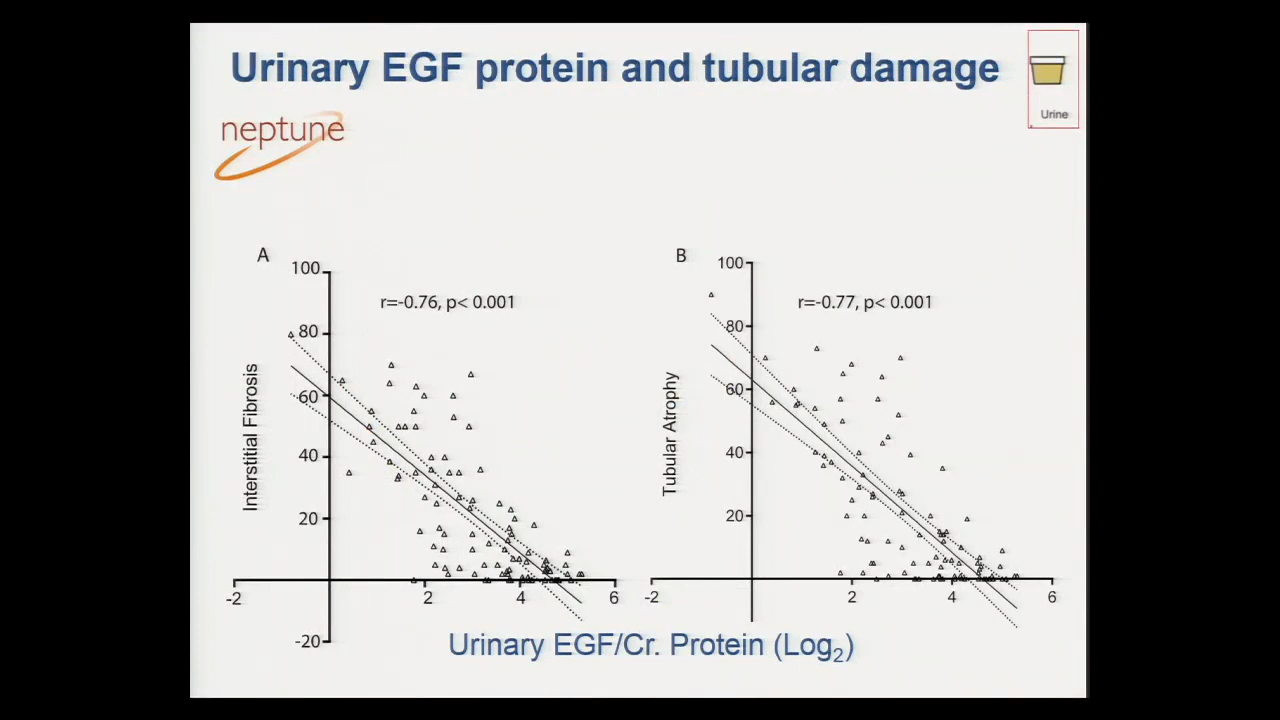 Urinary EGF protein and tubular damage
Urine
neptune
A
100
80
60
40
20
-20
-2
2
4
6
r=-0.76, p< 0.001
Interstitial Fibrosis
B
100
80
60
40
20
-2
2
4
6
r=-0.77, p< 0.001
Tubular Atrophy
Urinary EGF/Cr. Protein (Log2)